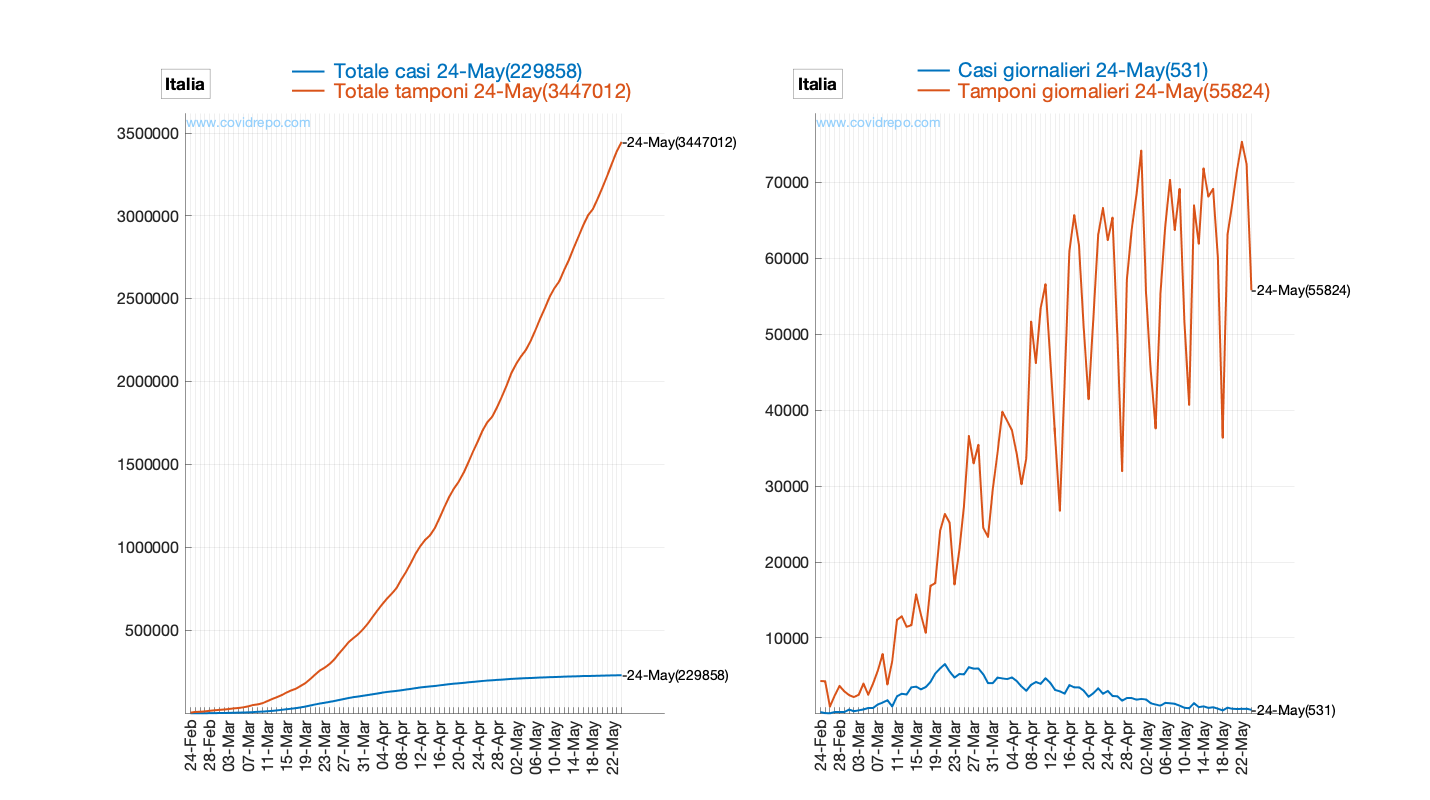 Italia
Totale casi 24-May(229858)
Totale tamponi 24-May(3447012)
www.covidrepo.com
3500000
3000000
2500000
2000000
1500000
1000000
500000
24-May(3447012)
24-May(229858)
24-Feb
28-Feb
03-Mar
07-Mar
11-Mar
15-Mar
19-Mar
23-Mar
27-Mar
31-Mar
04-Apr
08-Apr
12-Apr
16-Apr
20-Apr
24-Apr
28-Apr
02-May
06-May
10-May
14-May
18-May
22-May
Italia
Casi giornalieri 24-May(531)
Tamponi giornalieri 24-May(55824)
www.covidrepo.com
70000
60000
50000
40000
30000
20000
10000
24-May(55824)
24-May(531)
24-Feb
28-Feb
03-Mar
07-Mar
11-Mar
15-Mar
19-Mar
23-Mar
27-Mar
31-Mar
04-Apr
08-Apr
12-Apr
16-Apr
20-Apr
24-Apr
28-Apr
02-May
06-May
10-May
14-May
18-May
22-May